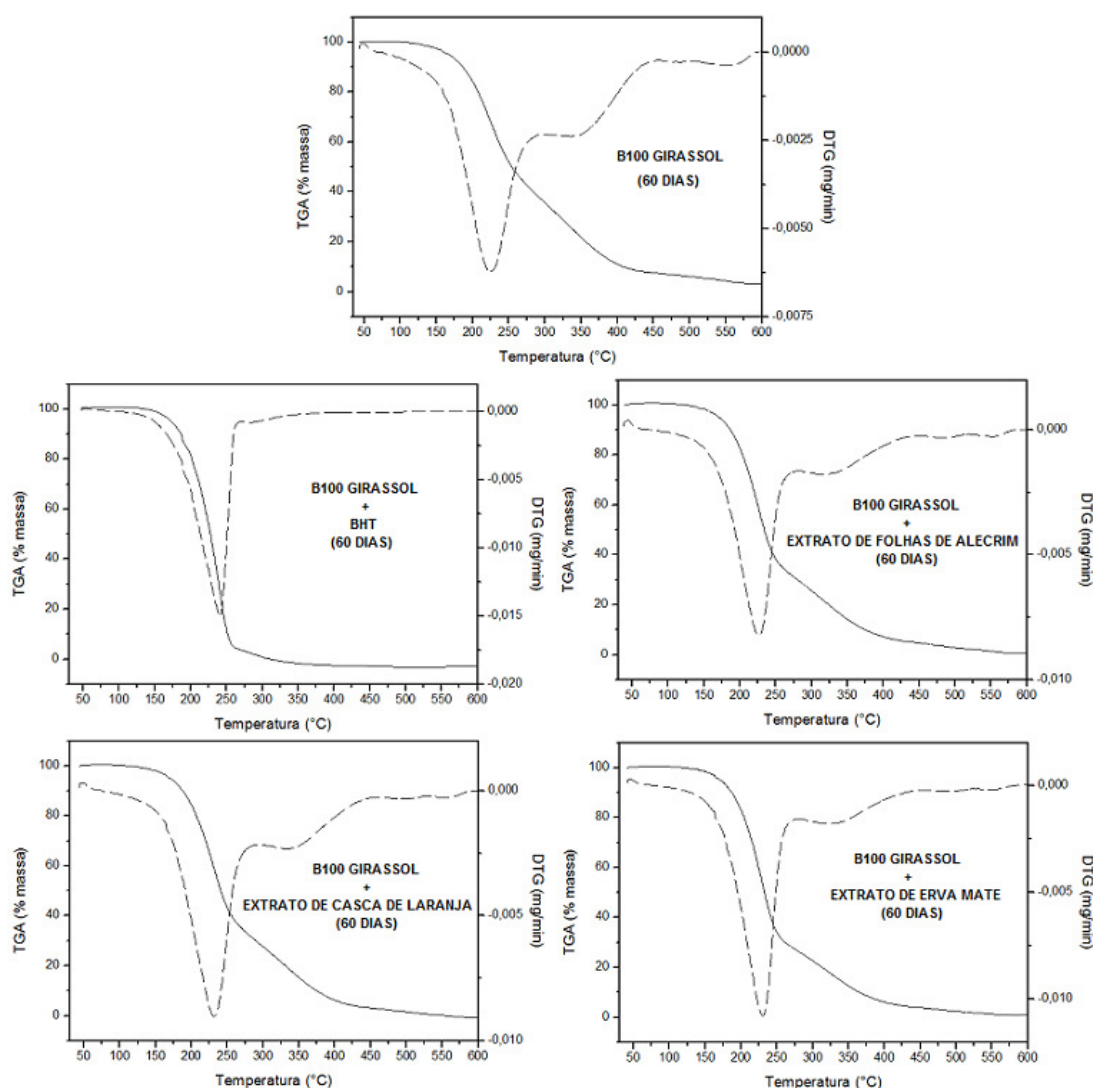 100
80
60
40
20
0
TGA (% massa)
0,0000
-0,0025
-0,0050
-0,0075
DTG (mg/min)
B100 GIRASSOL
(60 DIAS)
50 100 150 200 250 300 350 400 450 500 550 600
Temperatura (°C)
100
80
60
40
20
0
TGA (% massa)
0,000
-0,005
-0,010
-0,015
-0,020
DTG (mg/min)
B100 GIRASSOL
+
BHT
(60 DIAS)
50 100 150 200 250 300 350 400 450 500 550 600
Temperatura (°C)
100
80
60
40
20
0
TGA (% massa)
0,000
-0,005
-0,010
DTG (mg/min)
B100 GIRASSOL
+
EXTRATO DE FOLHAS DE ALECRIM
(60 DIAS)
50 100 150 200 250 300 350 400 450 500 550 600
Temperatura (°C)
100
80
60
40
20
0
TGA (% massa)
0,000
-0,005
-0,010
DTG (mg/min)
B100 GIRASSOL
+
EXTRATO DE CASCA DE LARANJA
(60 DIAS)
50 100 150 200 250 300 350 400 450 500 550 600
Temperatura (°C)
100
80
60
40
20
0
TGA (% massa)
0,000
-0,005
-0,010
DTG (mg/min)
B100 GIRASSOL
+
EXTRATO DE ERVA MATE
(60 DIAS)
50 100 150 200 250 300 350 400 450 500 550 600
Temperatura (°C)